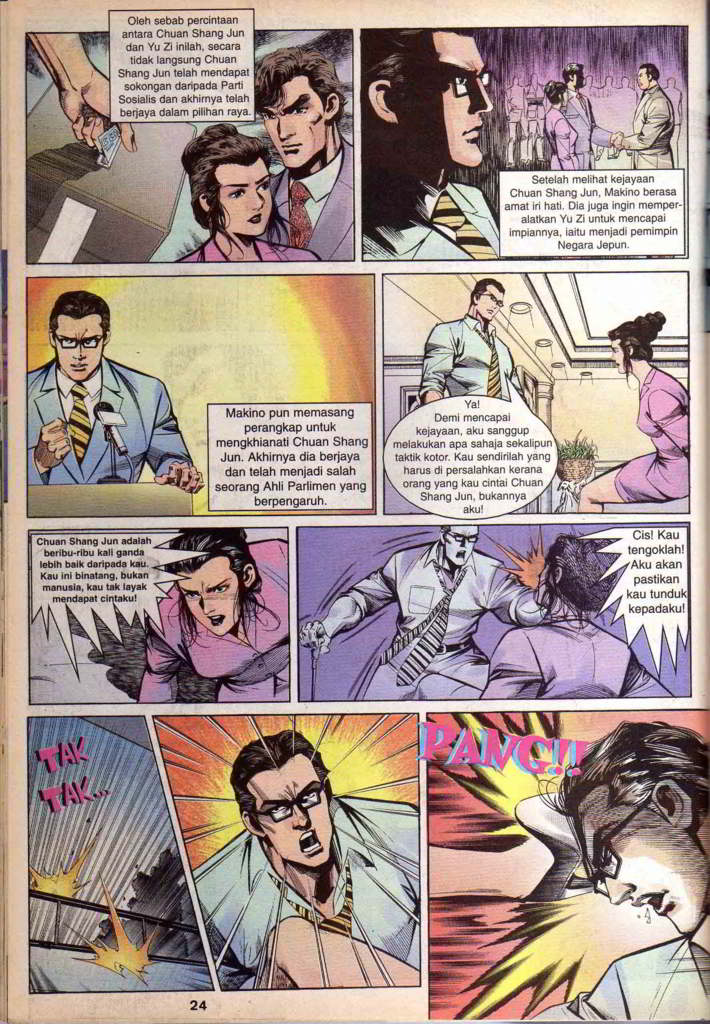 Oleh sebab percintaan
antara Chuan Shang Jun
dan Yu Zi inilah, secara
tidak langsung Chuan
Shang Jun telah mendapat
sokongan daripada Parti
Sosialis dan akhirnya telah
berjaya dalam pilihan raya.
Setelah melihat kejayaan
Chuan Shang Jun, Makino berasa
amat iri hati. Dia juga ingin memper-
alatkan Yu Zi untuk mencapai
impiannya, iaitu pemimpin
Negara Jepun.
Makino pun memasang
perangkap untuk
mengkhianati Chuan Shang
Jun. Akhirnya dia berjaya
dan telah menjadi salah
seorang Ahli Parlimen yang
berpengaruh.
Ya!
Demi mencapai
kejayaan, aku sanggup
melakukan apa sahaja sekalipun
taktik kotor. Kau sendirilah yang
harus di persalahkan kerana
orang yang kau cintai Chuan
Shang Jun, bukannya
aku!
Chuan Shang Jun adalah
beribu-ribu kali ganda
lebih baik daripada kau.
Kau ini binatang, bukan
manusia, kau tak layak
mendapat cintaku!
Cis! Kau
tengoklah!
Aku akan
pastikan
kau tunduk
kepadaku!
TAK
TAK...
PANG!!
24